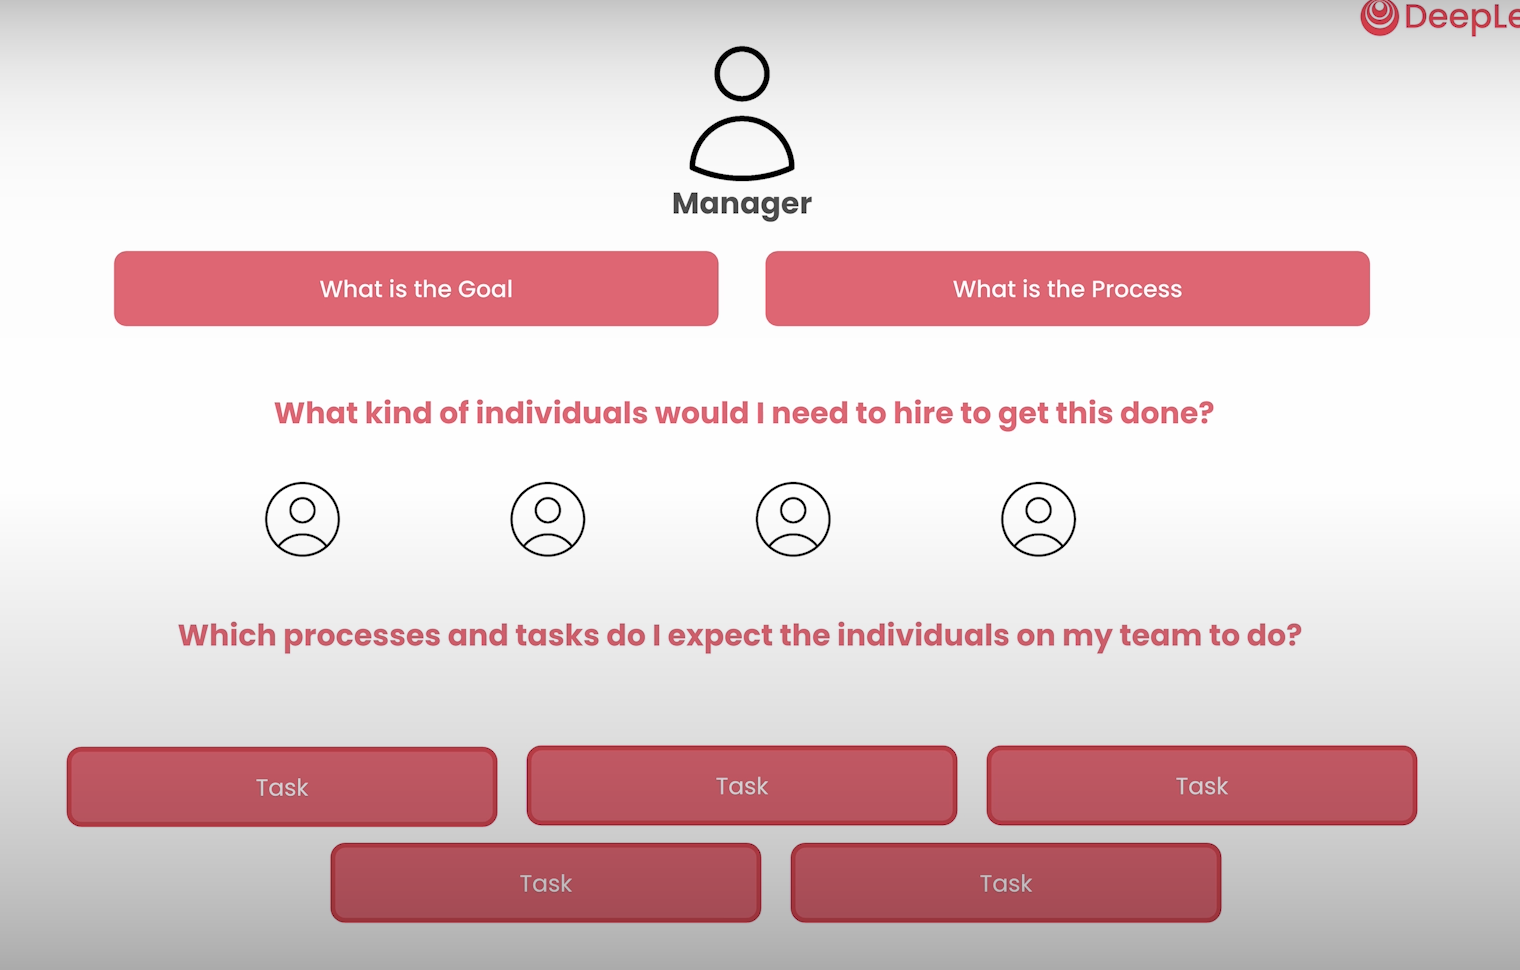 Manager
What is the Goal
What is the Process
What kind of individuals would I need to hire to get this done?
Which processes and tasks do I expect the individuals on my team to do?
Task
Task
Task
Task
Task